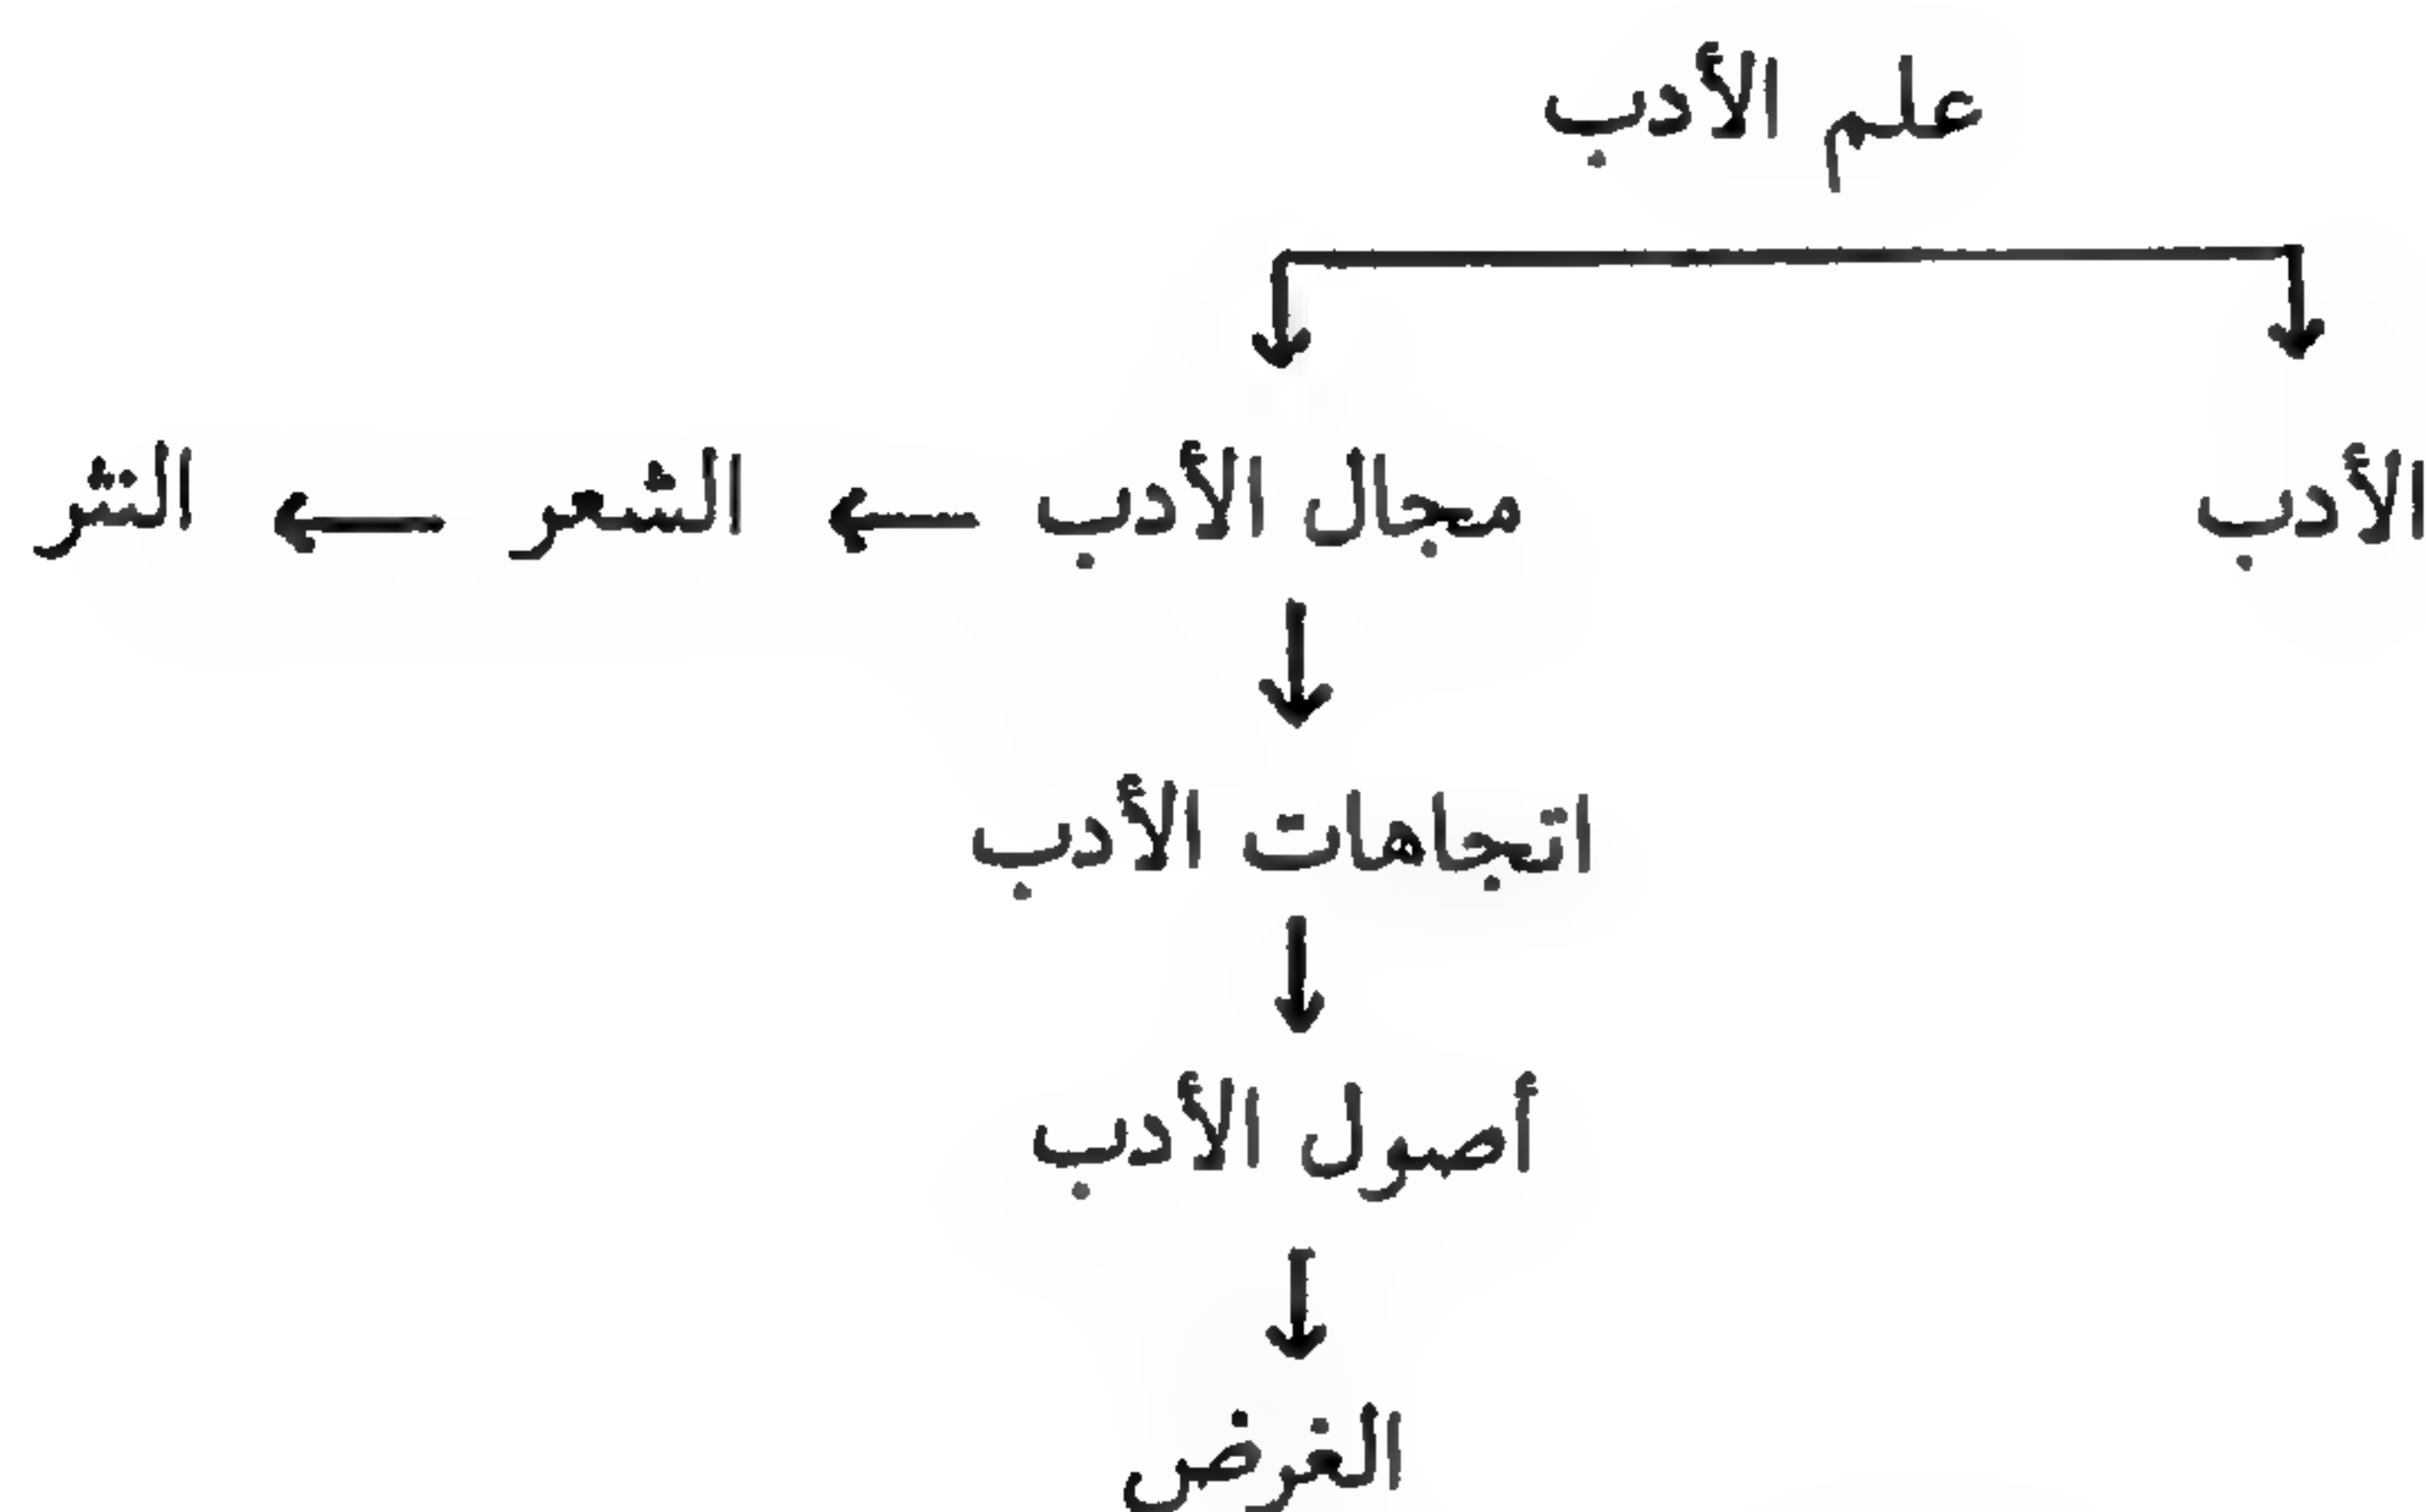 علم الأدب
الأدب
مجال الأدب ← الشعر ← النثر
اتجاهات الأدب
أصول الأدب
الغرض